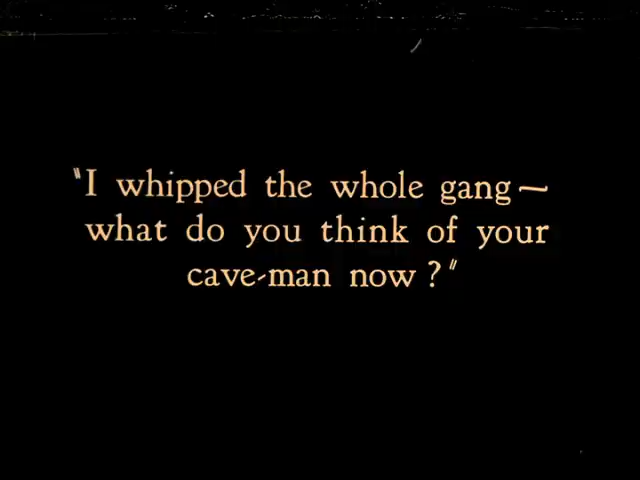 "I whipped the whole gang—
what do you think of your
cave-man now?"